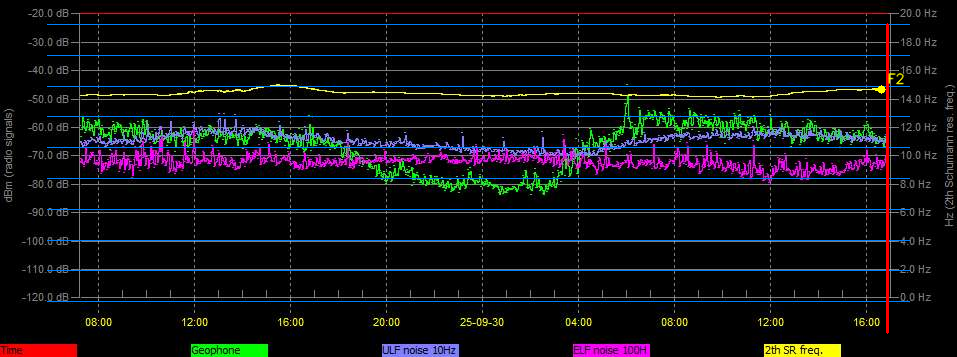 -20.0 dB 20.0 Hz
-30.0 dB 18.0 Hz
-40.0 dB 16.0 Hz
F2
-50.0 dB 14.0 Hz
-60.0 dB 12.0 Hz
-70.0 dB 10.0 Hz
-80.0 dB 8.0 Hz
-90.0 dB 6.0 Hz
-100.0 dB 4.0 Hz
-110.0 dB 2.0 Hz
-120.0 dB 0.0 Hz
dBm (radio signals)
Hz (2th Schumann res. freq.)
08:00 12:00 16:00 20:00 25-09-30 04:00 08:00 12:00 16:00
Time Geophone ULF noise 10Hz ELF noise 100H 2th SR freq.